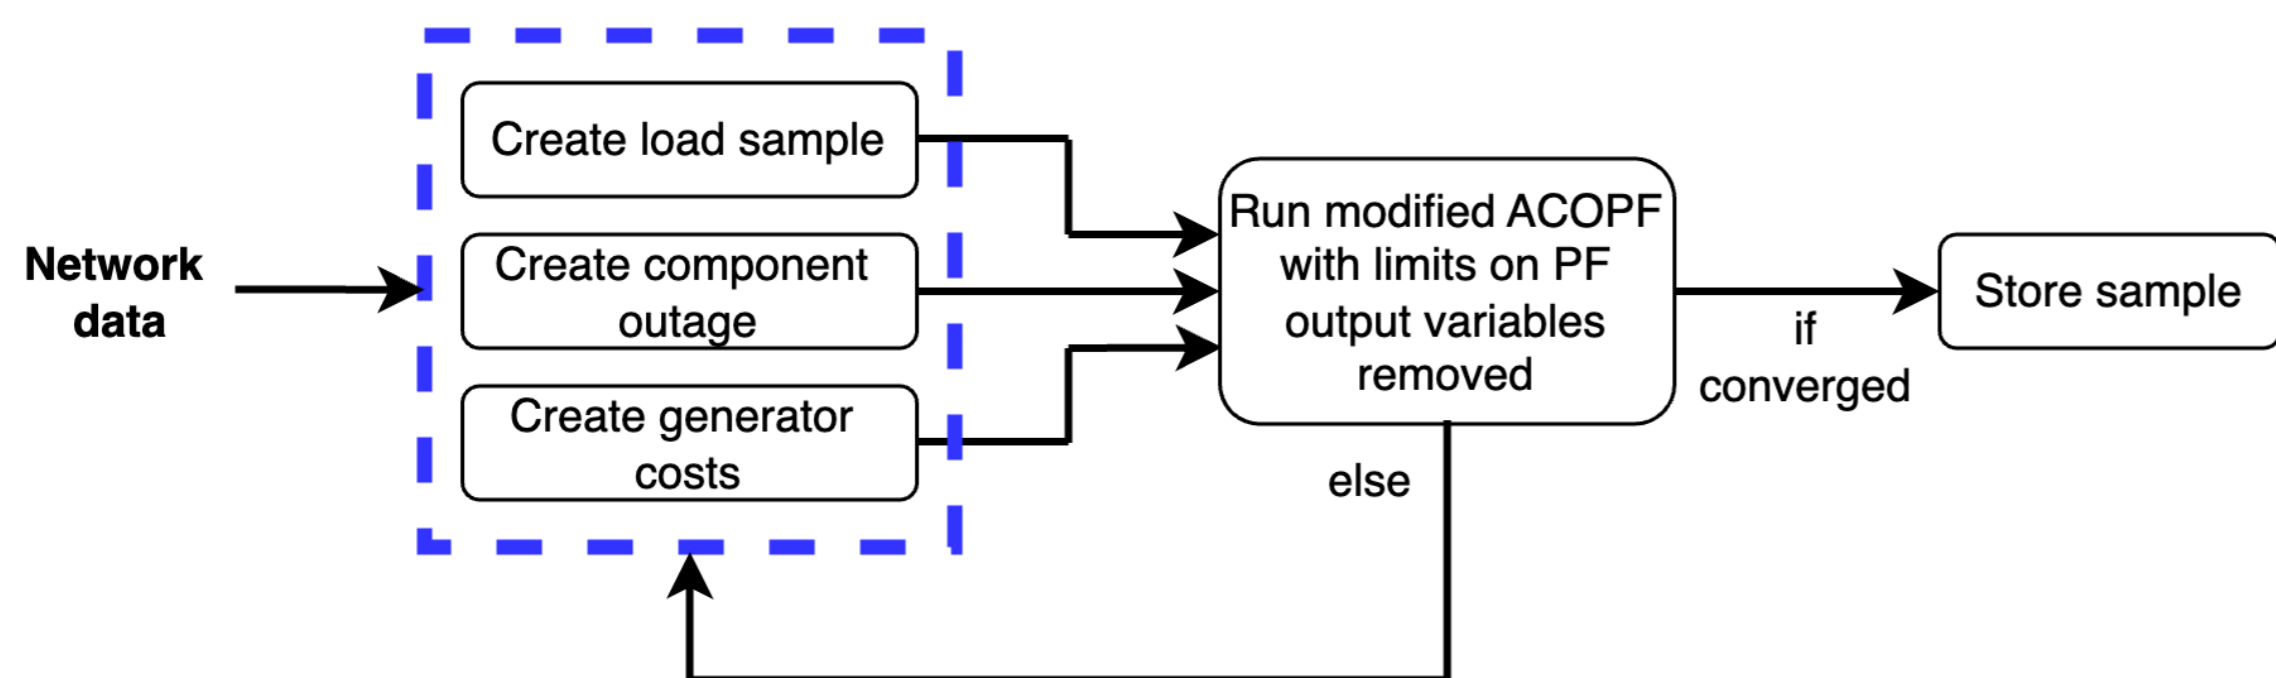 Network
data
Create load sample
Create component
outage
Create generator
costs
Run modified ACOPF
with limits on PF
output variables
removed
if
converged
else
Store sample